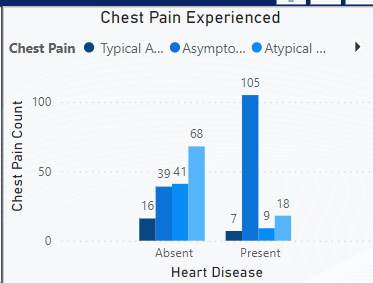 Chest Pain Experienced
Chest Pain Typical A... Asympto... Atypical ...
Chest Pain Count
100
50
0
16
39
41
68
7
105
9
18
Absent
Present
Heart Disease